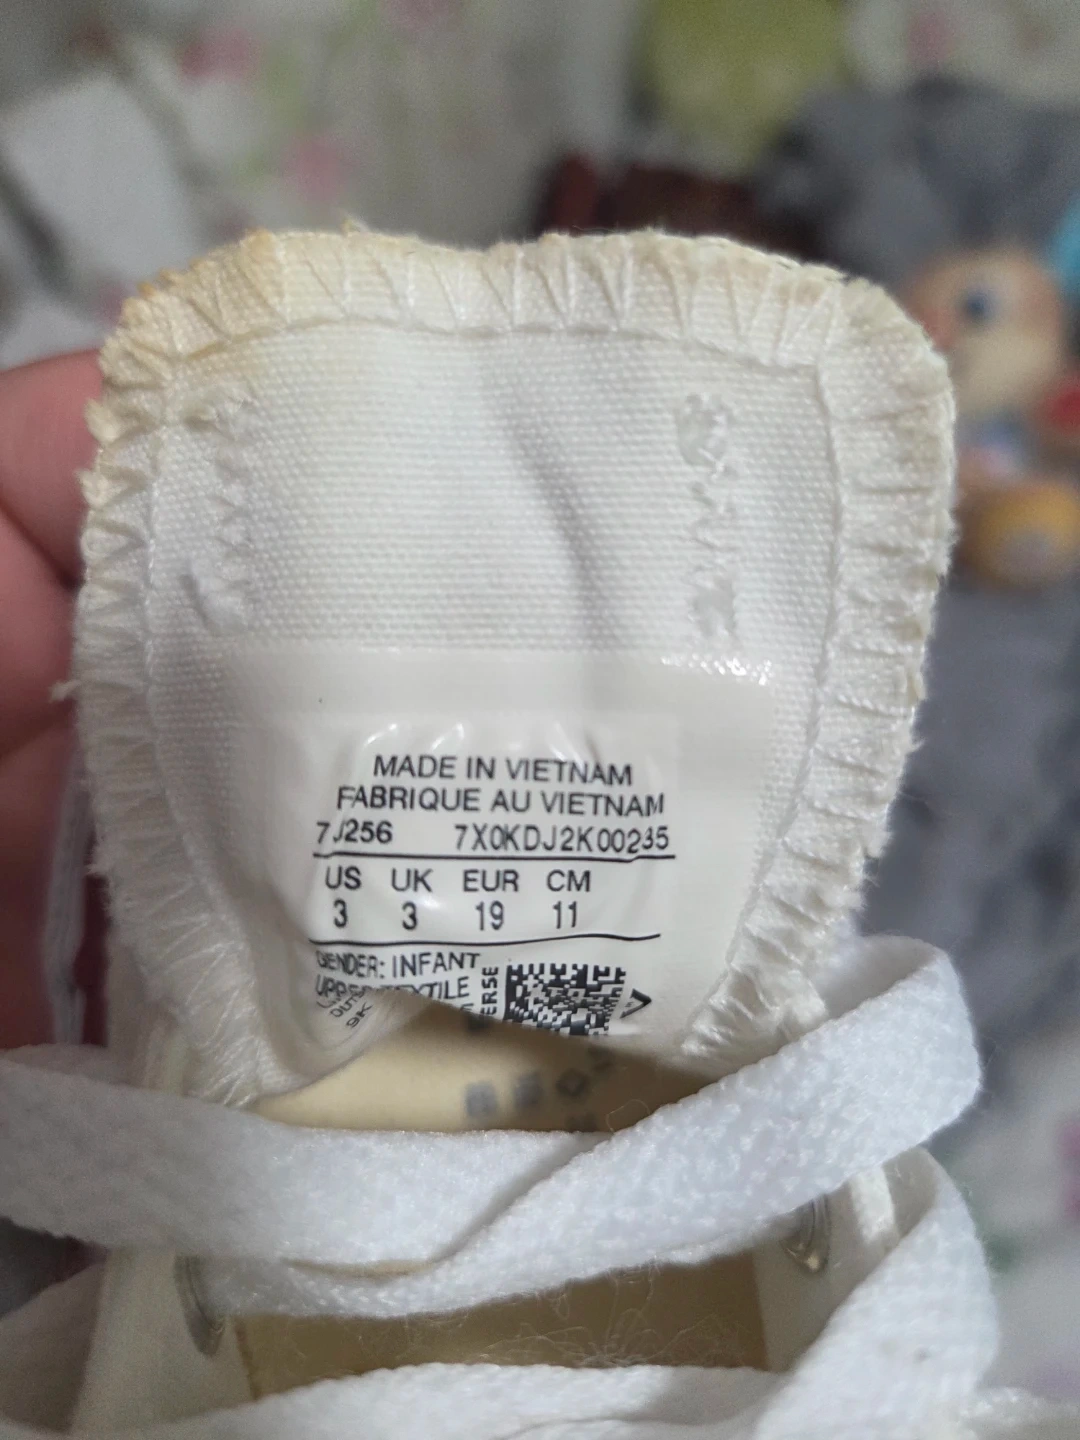 MADE IN VIETNAM
FABRIQUE AU VIETNAM
7J256 7X0KDJ2K00235
US UK EUR CM
3 3 19 11
GENDER: INFANT
UPPER: TEXTILE